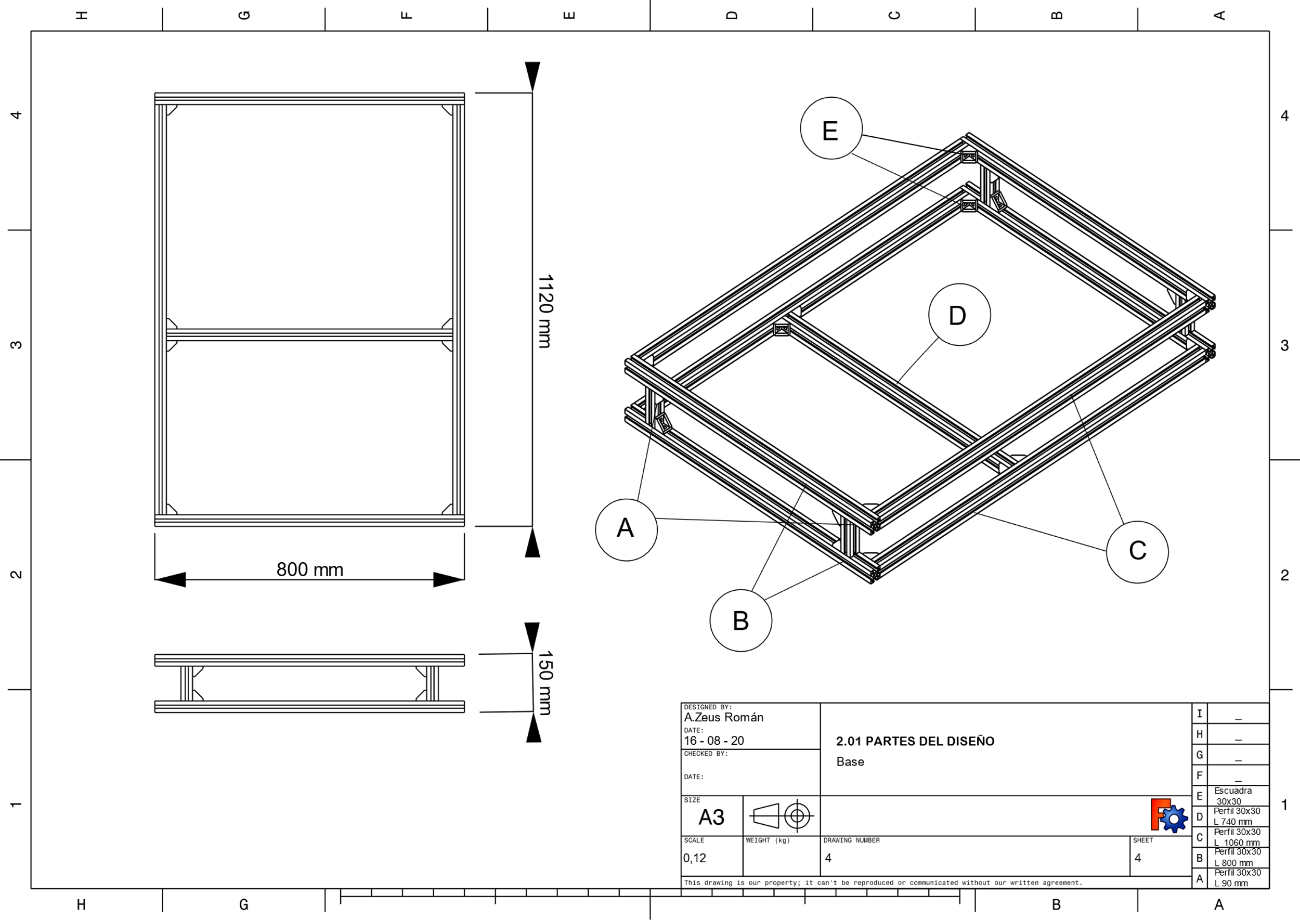 H G F E D C B A
4
4
3
3
2
2
1
1
1120 mm
800 mm
150 mm
E
D
A
C
B
DESIGNED BY:
A.Zeus Román
DATE:
16 - 08 - 20
CHECKED BY:
DATE:
2.01 PARTES DEL DISEÑO
Base
SIZE
A3
SCALE
0,12
WEIGHT (kg)
DRAWING NUMBER
4
SHEET
4
This drawing is our property; it can't be reproduced or communicated without our written agreement.
I _
H _
G _
F _
E Escuadra
30x30
D Perfil 30x30
L 740 mm
C Perfil 30x30
L 1060 mm
B Perfil 30x30
L 800 mm
A Perfil 30x30
L 90 mm
H G B A